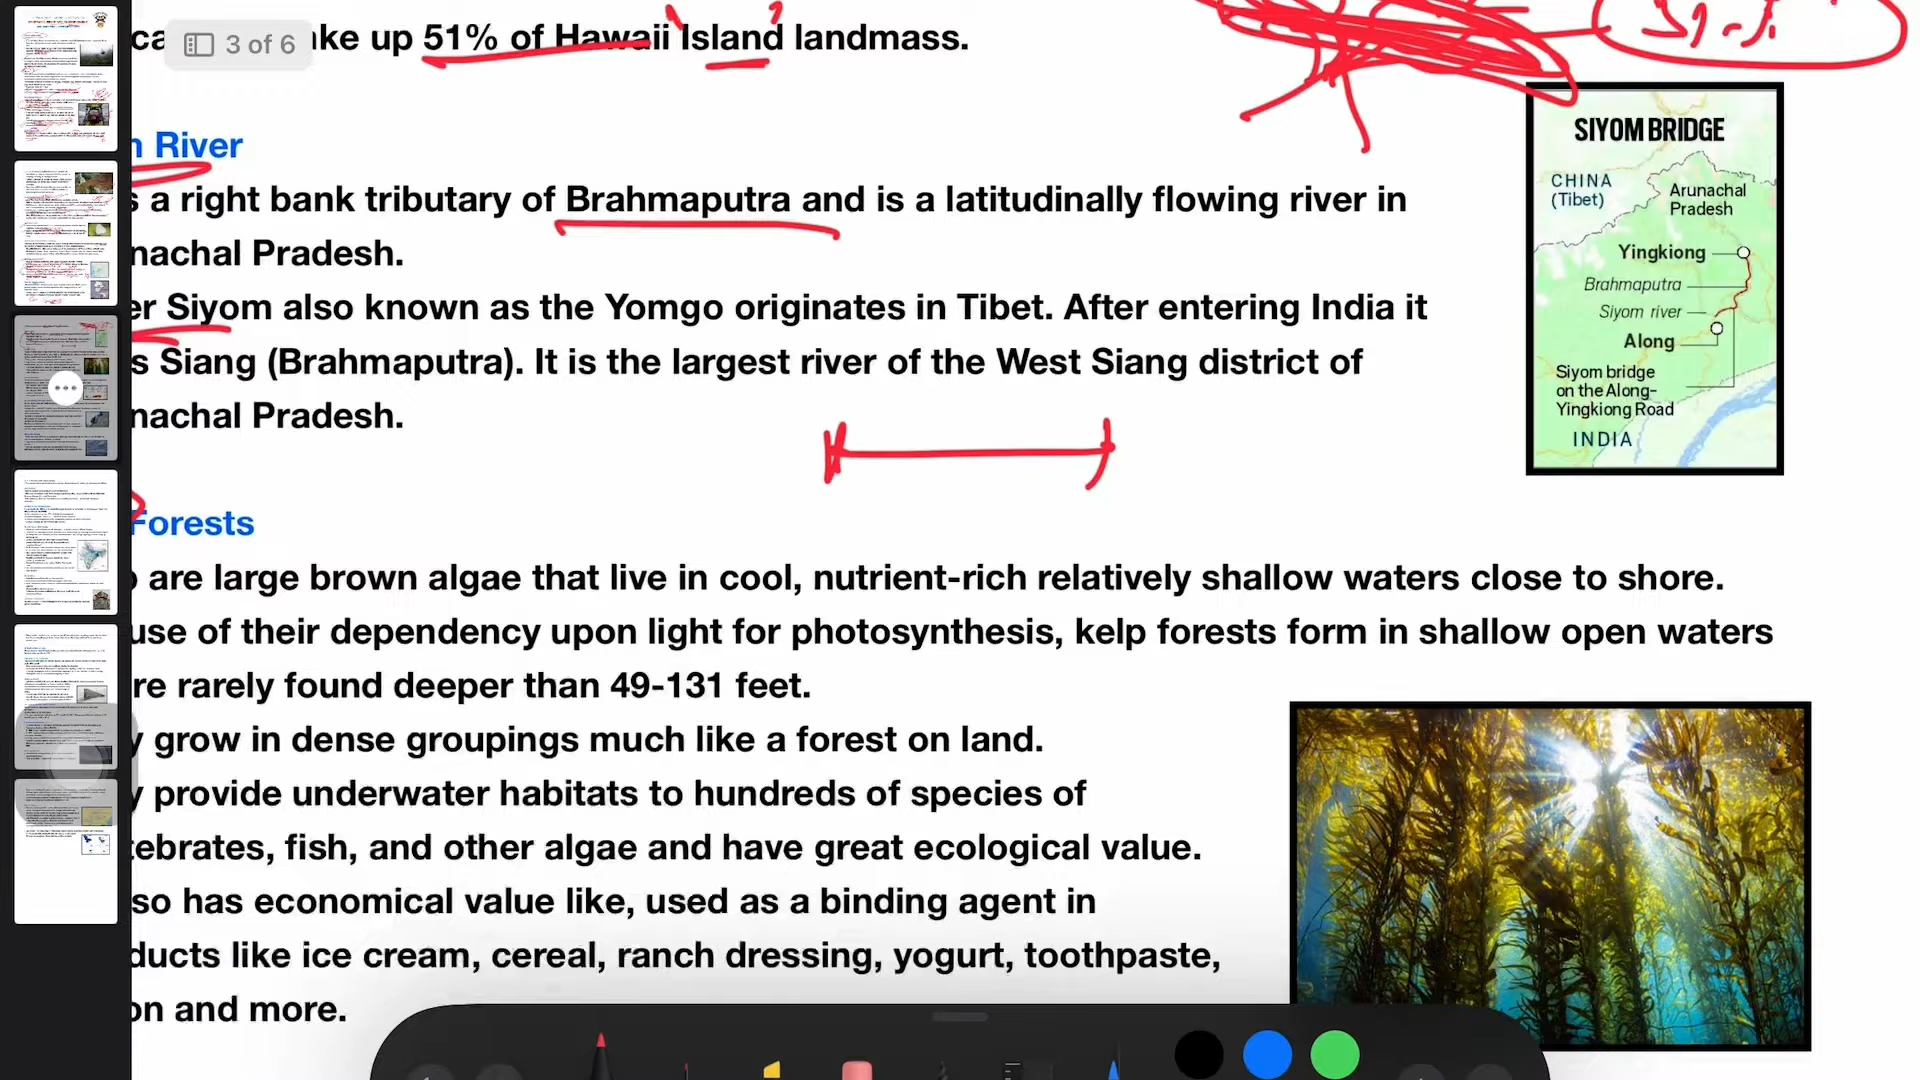 ke up 51% of Hawaii Island landmass.
3 of 6
River
s a right bank tributary of Brahmaputra and is a latitudinally flowing river in
nachal Pradesh.
er Siyom also known as the Yomgo originates in Tibet. After entering India it
s Siang (Brahmaputra). It is the largest river of the West Siang district of
nachal Pradesh.
SIYOM BRIDGE
CHINA
(Tibet)
Arunachal
Pradesh
Yingkiong
Brahmaputra
Siyom river
Along
Siyom bridge
on the Along-
Yingkiong Road
INDIA
Forests
are large brown algae that live in cool, nutrient-rich relatively shallow waters close to shore.
use of their dependency upon light for photosynthesis, kelp forests form in shallow open waters
re rarely found deeper than 49-131 feet.
y grow in dense groupings much like a forest on land.
y provide underwater habitats to hundreds of species of
tebrates, fish, and other algae and have great ecological value.
so has economical value like, used as a binding agent in
ducts like ice cream, cereal, ranch dressing, yogurt, toothpaste,
on and more.